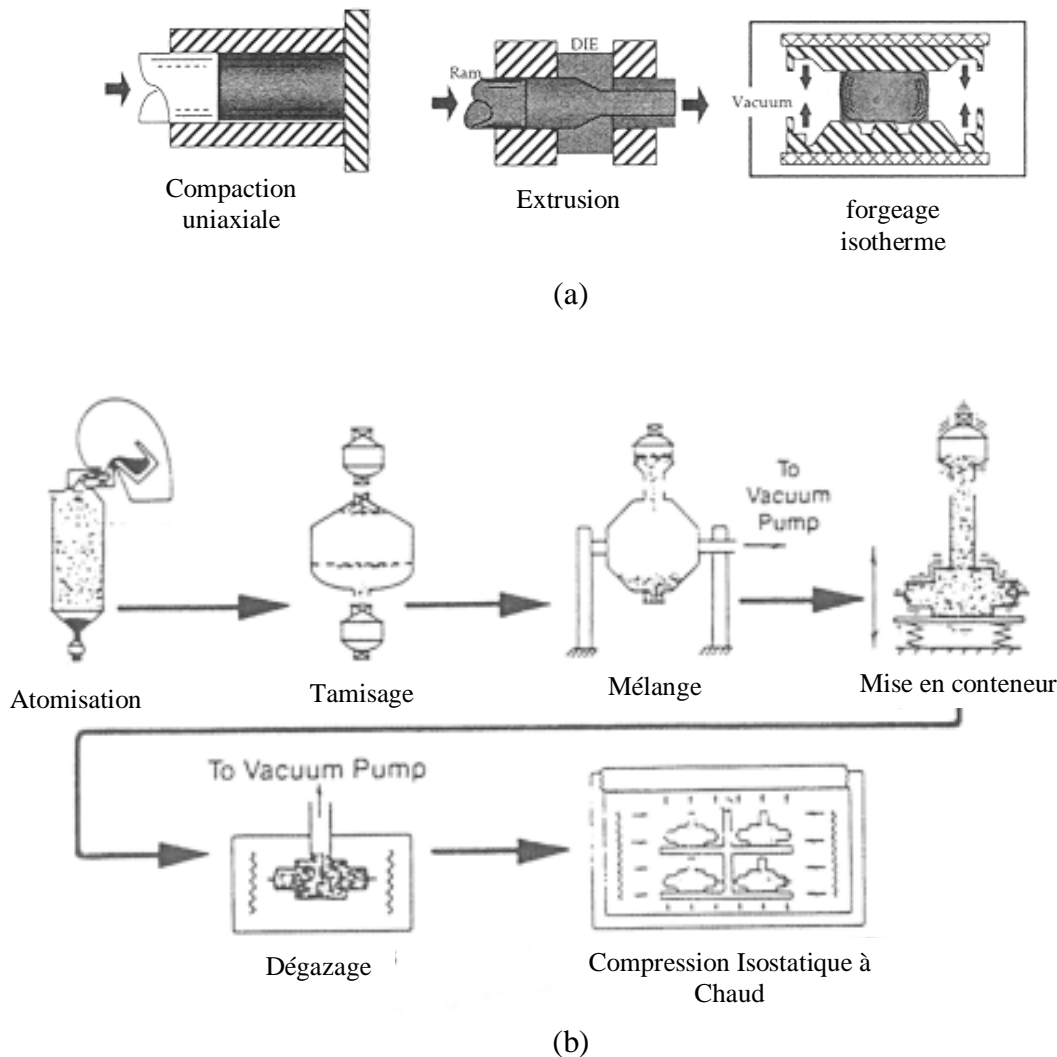 DIE
Ram
Vacuum
Compaction
uniaxiale
Extrusion
forgeage
isotherme
(a)
To
Vacuum
Pump
Atomisation
Tamisage
Mélange
Mise en conteneur
To Vacuum Pump
Dégazage
Compression Isostatique à
Chaud
(b)